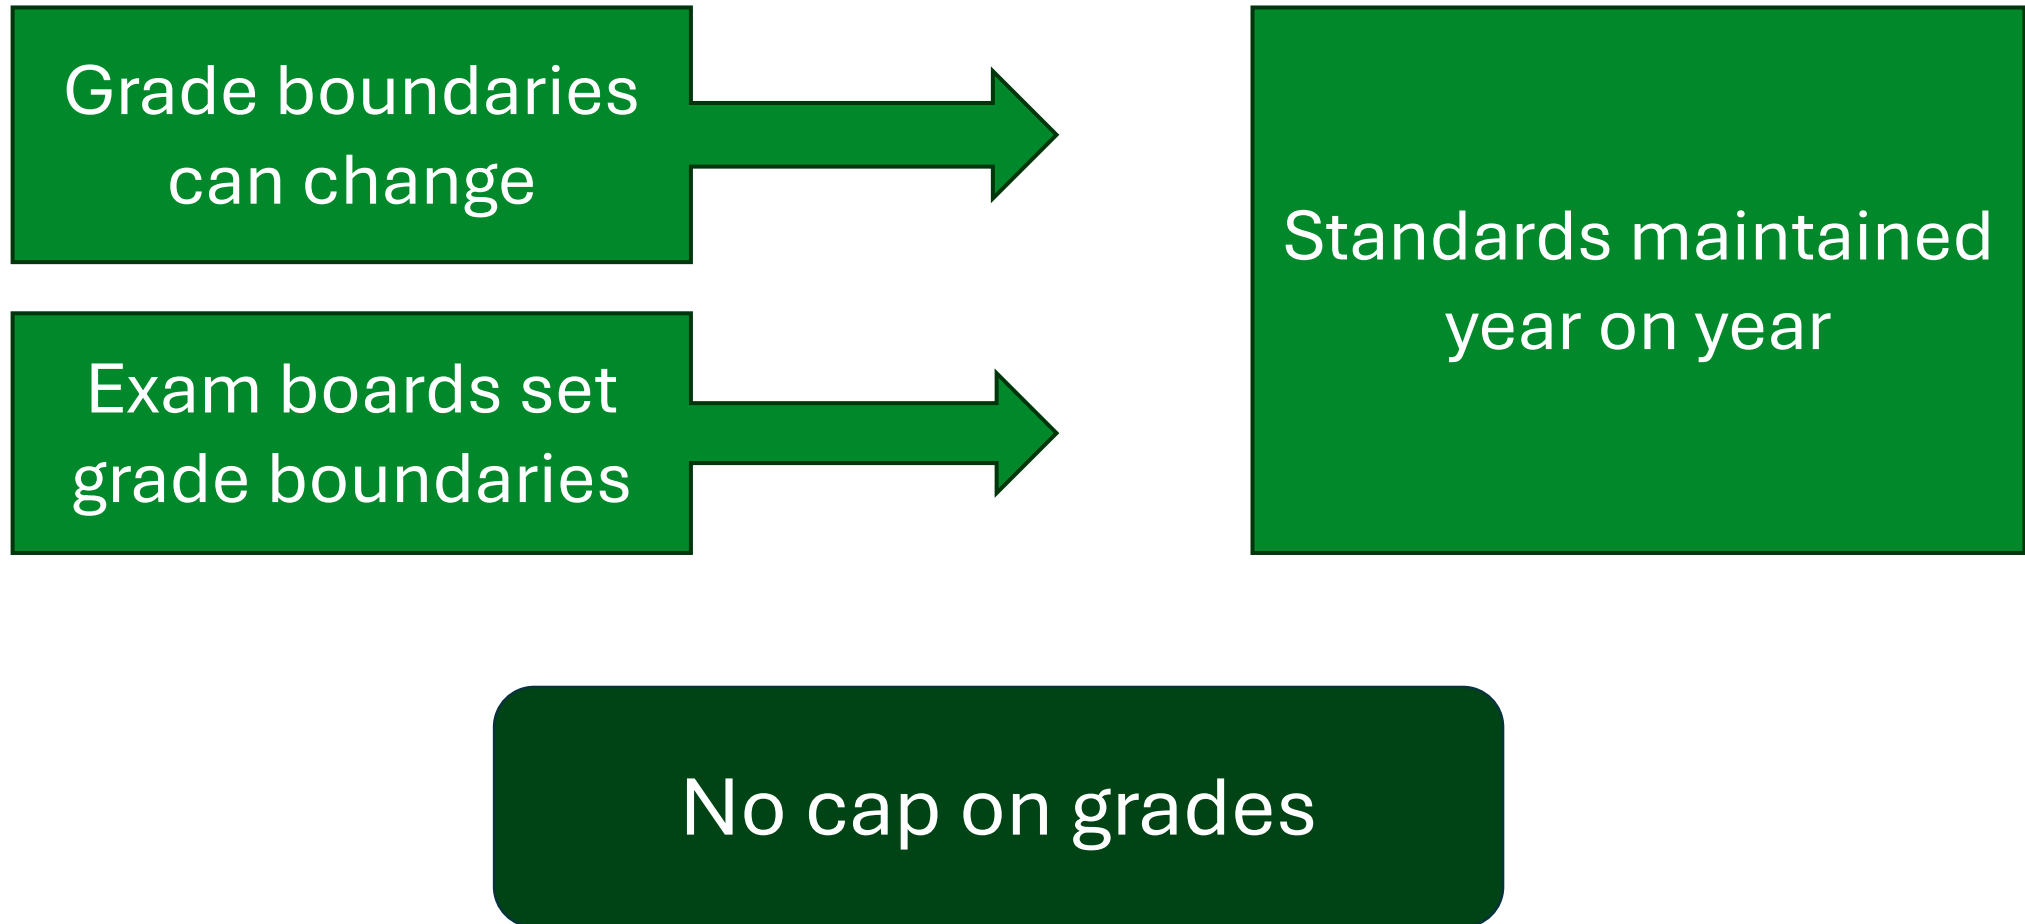 Grade boundaries
can change
Exam boards set
grade boundaries
Standards maintained
year on year
No cap on grades